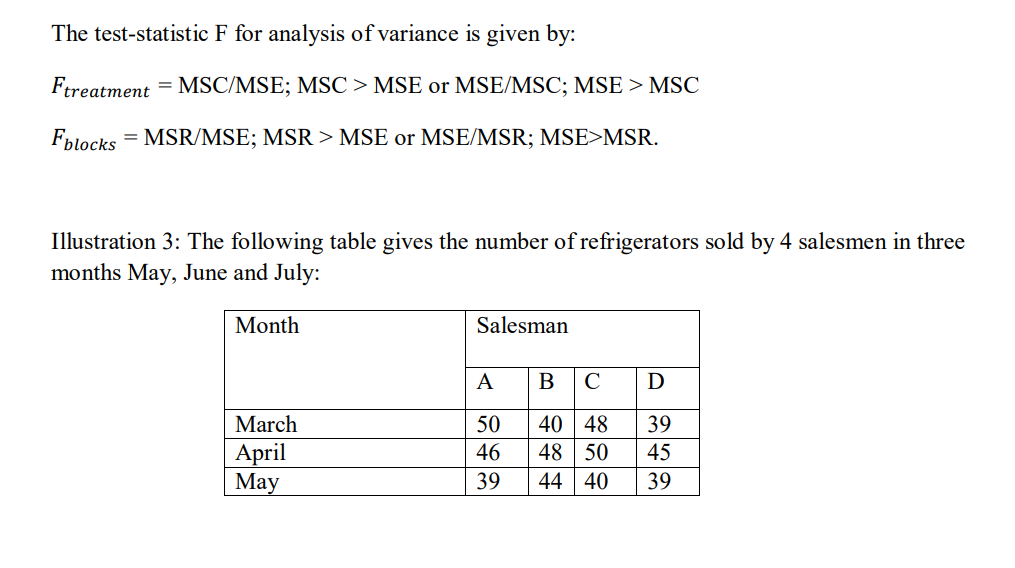 The test-statistic F for analysis of variance is given by:
Ftreatment = MSC/MSE; MSC > MSE or MSE/MSC; MSE > MSC
Fblocks = MSR/MSE; MSR > MSE or MSE/MSR; MSE>MSR.
Illustration 3: The following table gives the number of refrigerators sold by 4 salesmen in three
months May, June and July:
Month Salesman
A B C D
March 50 40 48 39
April 46 48 50 45
May 39 44 40 39